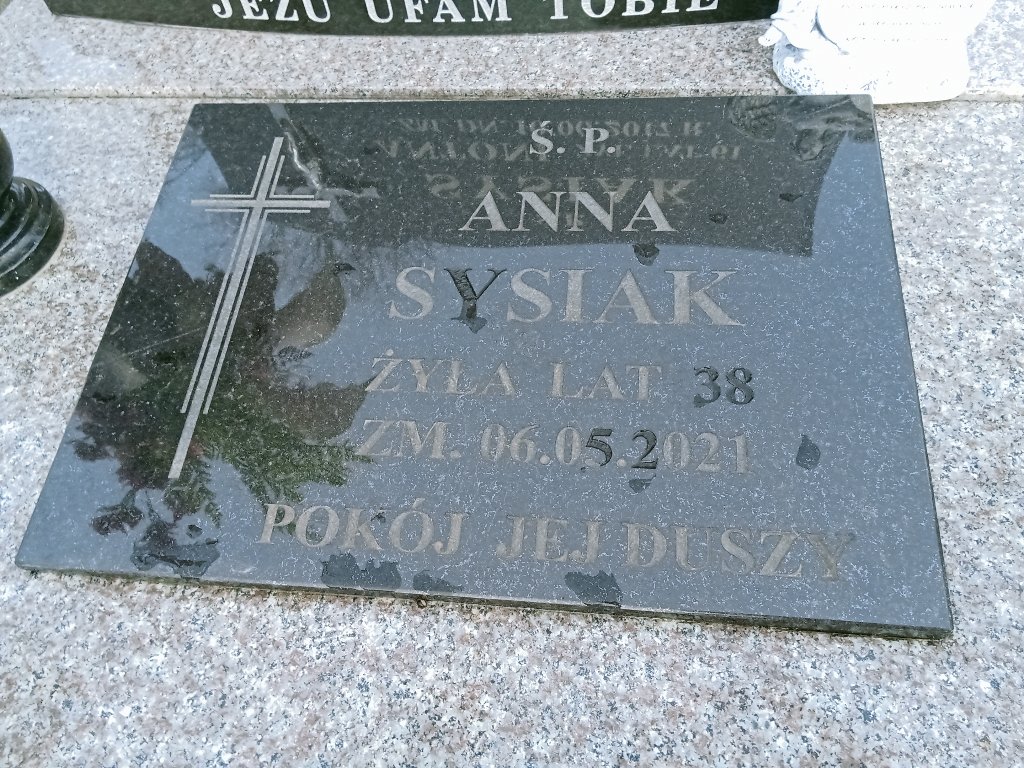 JEZU UFAM TOBIE
Ś. P.
ANNA
SYSIAK
ŻYŁA LAT 38
ZM. 06.05.2021
POKÓJ JEJ DUSZY